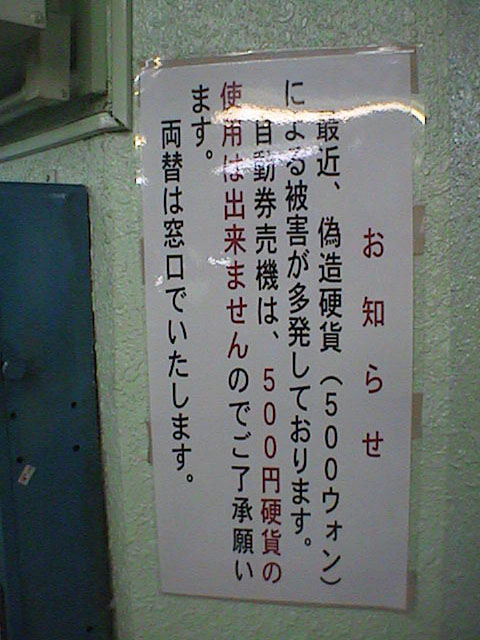 お知らせ
最近、偽造硬貨（500ウォン）
による被害が多発しております。
自動券売機は、500円硬貨の
使用は出来ませんのでご了承願い
ます。
両替は窓口でいたします。